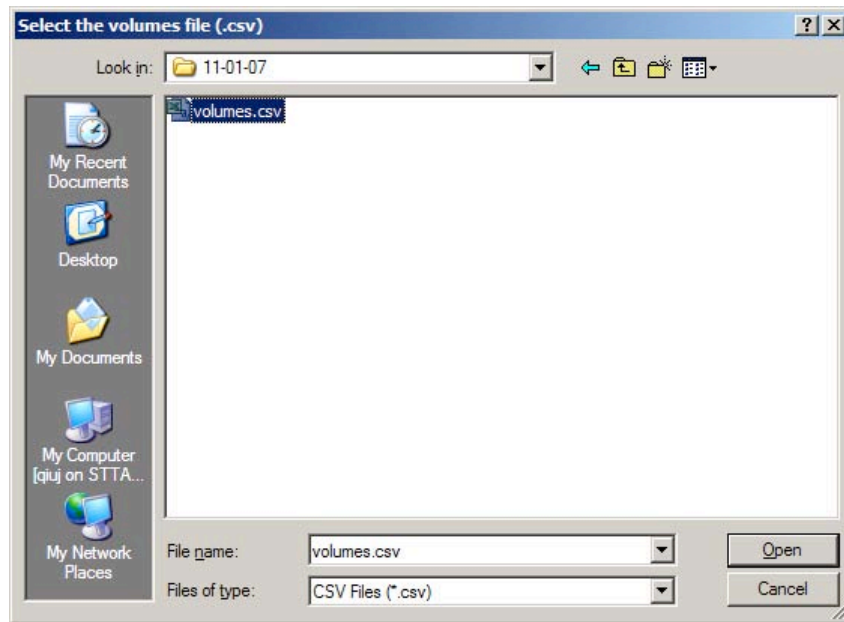 Select the volumes file (.csv)
Look in:
11-01-07
volumes.csv
My Recent
Documents
Desktop
My Documents
My Computer
[qiuj on STTA...
My Network
Places
File name:
volumes.csv
Open
Files of type:
CSV Files (*.csv)
Cancel